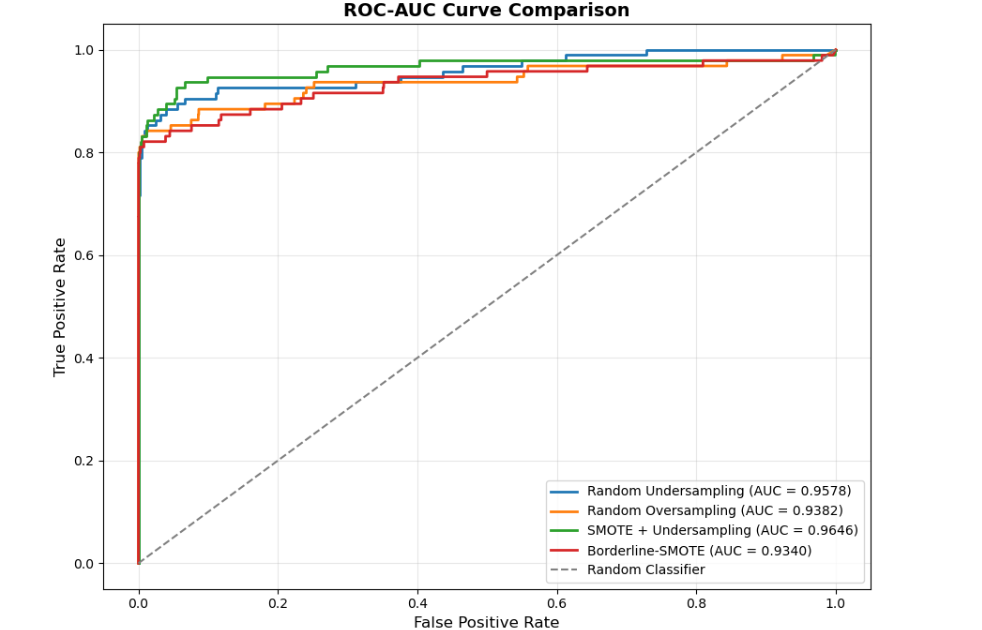 ROC-AUC Curve Comparison
True Positive Rate
1.0
0.8
0.6
0.4
0.2
0.0
Random Undersampling (AUC = 0.9578)
Random Oversampling (AUC = 0.9382)
SMOTE + Undersampling (AUC = 0.9646)
Borderline-SMOTE (AUC = 0.9340)
Random Classifier
0.0 0.2 0.4 0.6 0.8 1.0
False Positive Rate